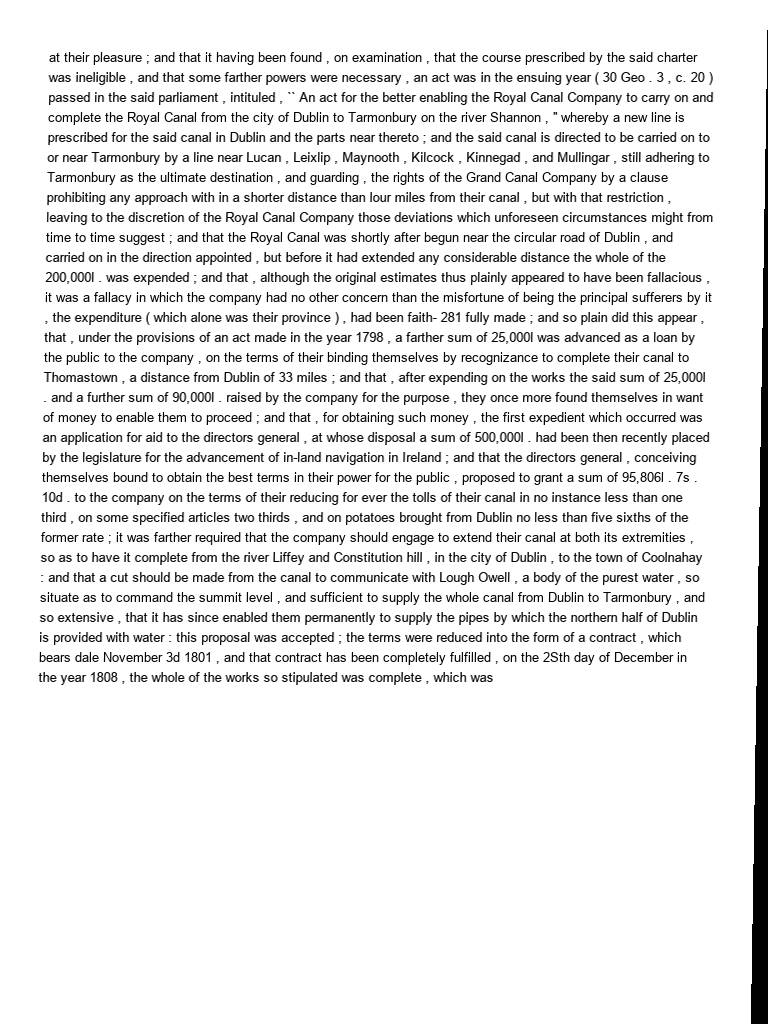 at their pleasure ; and that it having been found , on examination , that the course prescribed by the said charter
was ineligible , and that some farther powers were necessary , an act was in the ensuing year ( 30 Geo . 3 , c. 20 )
passed in the said parliament , intituled , `` An act for the better enabling the Royal Canal Company to carry on and
complete the Royal Canal from the city of Dublin to Tarmonbury on the river Shannon , " whereby a new line is
prescribed for the said canal in Dublin and the parts near thereto ; and the said canal is directed to be carried on to
or near Tarmonbury by a line near Lucan , Leixlip , Maynooth , Kilcock , Kinnegad , and Mullingar , still adhering to
Tarmonbury as the ultimate destination , and guarding , the rights of the Grand Canal Company by a clause
prohibiting any approach with in a shorter distance than lour miles from their canal , but with that restriction ,
leaving to the discretion of the Royal Canal Company those deviations which unforeseen circumstances might from
time to time suggest ; and that the Royal Canal was shortly after begun near the circular road of Dublin , and
carried on in the direction appointed , but before it had extended any considerable distance the whole of the
200,000l . was expended ; and that , although the original estimates thus plainly appeared to have been fallacious ,
it was a fallacy in which the company had no other concern than the misfortune of being the principal sufferers by it
, the expenditure ( which alone was their province ) , had been faith- 281 fully made ; and so plain did this appear ,
that , under the provisions of an act made in the year 1798 , a farther sum of 25,000l was advanced as a loan by
the public to the company , on the terms of their binding themselves by recognizance to complete their canal to
Thomastown , a distance from Dublin of 33 miles ; and that , after expending on the works the said sum of 25,000l
. and a further sum of 90,000l . raised by the company for the purpose , they once more found themselves in want
of money to enable them to proceed ; and that , for obtaining such money , the first expedient which occurred was
an application for aid to the directors general , at whose disposal a sum of 500,000l . had been then recently placed
by the legislature for the advancement of in-land navigation in Ireland ; and that the directors general , conceiving
themselves bound to obtain the best terms in their power for the public , proposed to grant a sum of 95,806l . 7s .
10d . to the company on the terms of their reducing for ever the tolls of their canal in no instance less than one
third , on some specified articles two thirds , and on potatoes brought from Dublin no less than five sixths of the
former rate ; it was farther required that the company should engage to extend their canal at both its extremities ,
so as to have it complete from the river Liffey and Constitution hill , in the city of Dublin , to the town of Coolnahay
: and that a cut should be made from the canal to communicate with Lough Owell , a body of the purest water , so
situate as to command the summit level , and sufficient to supply the whole canal from Dublin to Tarmonbury , and
so extensive , that it has since enabled them permanently to supply the pipes by which the northern half of Dublin
is provided with water : this proposal was accepted ; the terms were reduced into the form of a contract , which
bears dale November 3d 1801 , and that contract has been completely fulfilled , on the 2Sth day of December in
the year 1808 , the whole of the works so stipulated was complete , which was